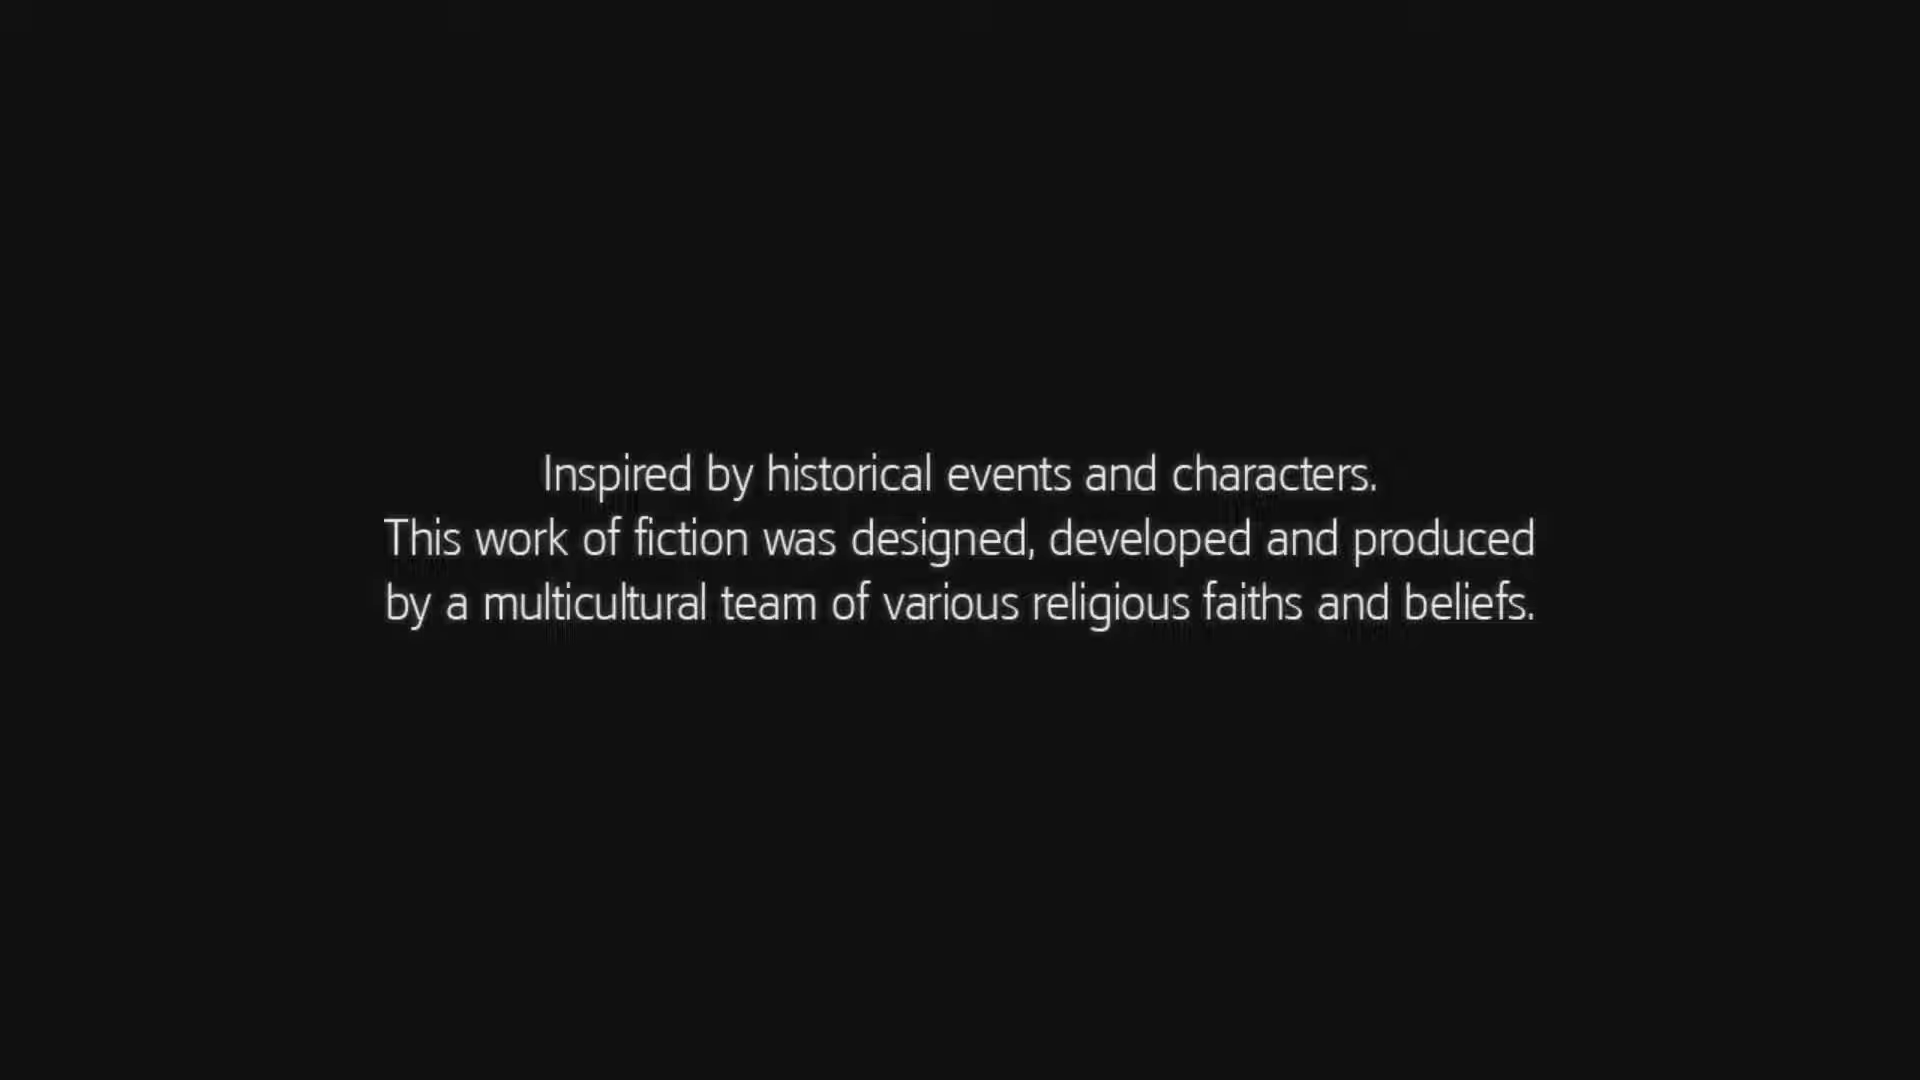 Inspired by historical events and characters.
This work of fiction was designed, developed and produced
by a multicultural team of various religious faiths and beliefs.